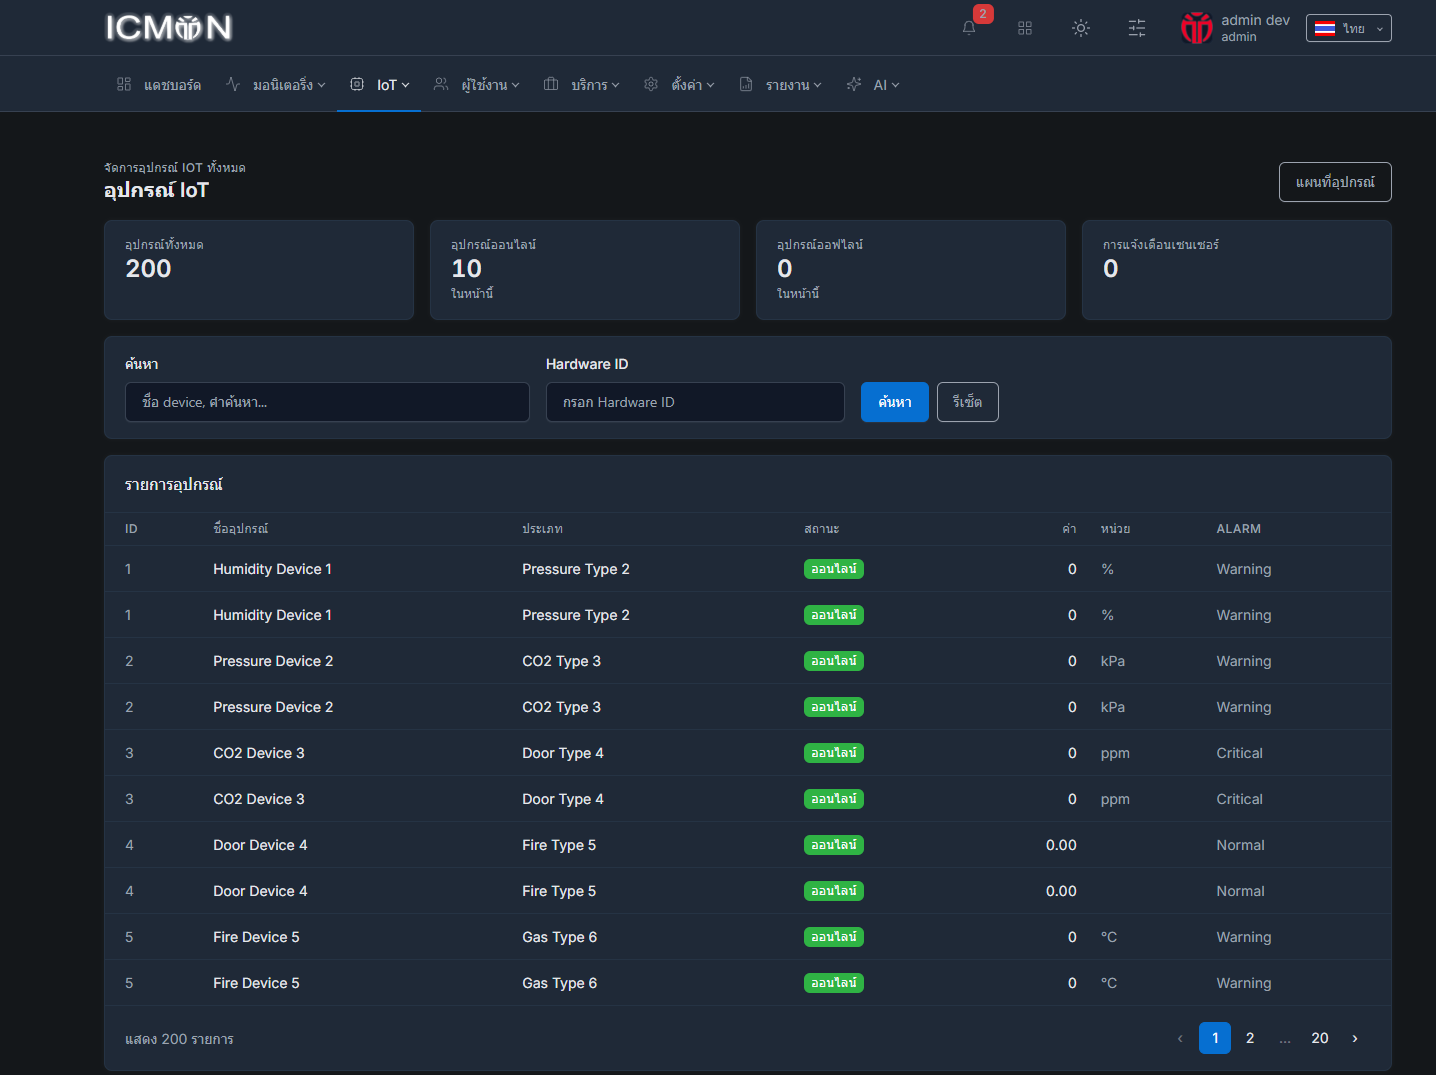 ICMON
2
admin dev
admin
ไทย
แดชบอร์ด
มอนิเตอริ่ง
IoT
ผู้ใช้งาน
บริการ
ตั้งค่า
รายงาน
AI
จัดการอุปกรณ์ IOT ทั้งหมด
อุปกรณ์ IoT
แผนที่อุปกรณ์
อุปกรณ์ทั้งหมด
200
อุปกรณ์ออนไลน์
10
ในหน้านี้
อุปกรณ์ออฟไลน์
0
ในหน้านี้
การแจ้งเตือนเซนเซอร์
0
ค้นหา
Hardware ID
ชื่อ device, คำค้นหา...
กรอก Hardware ID
ค้นหา
รีเซ็ต
รายการอุปกรณ์
ID ชื่ออุปกรณ์ ประเภท สถานะ ค่า หน่วย ALARM
1 Humidity Device 1 Pressure Type 2 ออนไลน์ 0 % Warning
1 Humidity Device 1 Pressure Type 2 ออนไลน์ 0 % Warning
2 Pressure Device 2 CO2 Type 3 ออนไลน์ 0 kPa Warning
2 Pressure Device 2 CO2 Type 3 ออนไลน์ 0 kPa Warning
3 CO2 Device 3 Door Type 4 ออนไลน์ 0 ppm Critical
3 CO2 Device 3 Door Type 4 ออนไลน์ 0 ppm Critical
4 Door Device 4 Fire Type 5 ออนไลน์ 0.00 Normal
4 Door Device 4 Fire Type 5 ออนไลน์ 0.00 Normal
5 Fire Device 5 Gas Type 6 ออนไลน์ 0 °C Warning
5 Fire Device 5 Gas Type 6 ออนไลน์ 0 °C Warning
แสดง 200 รายการ
‹ 1 2 ... 20 ›